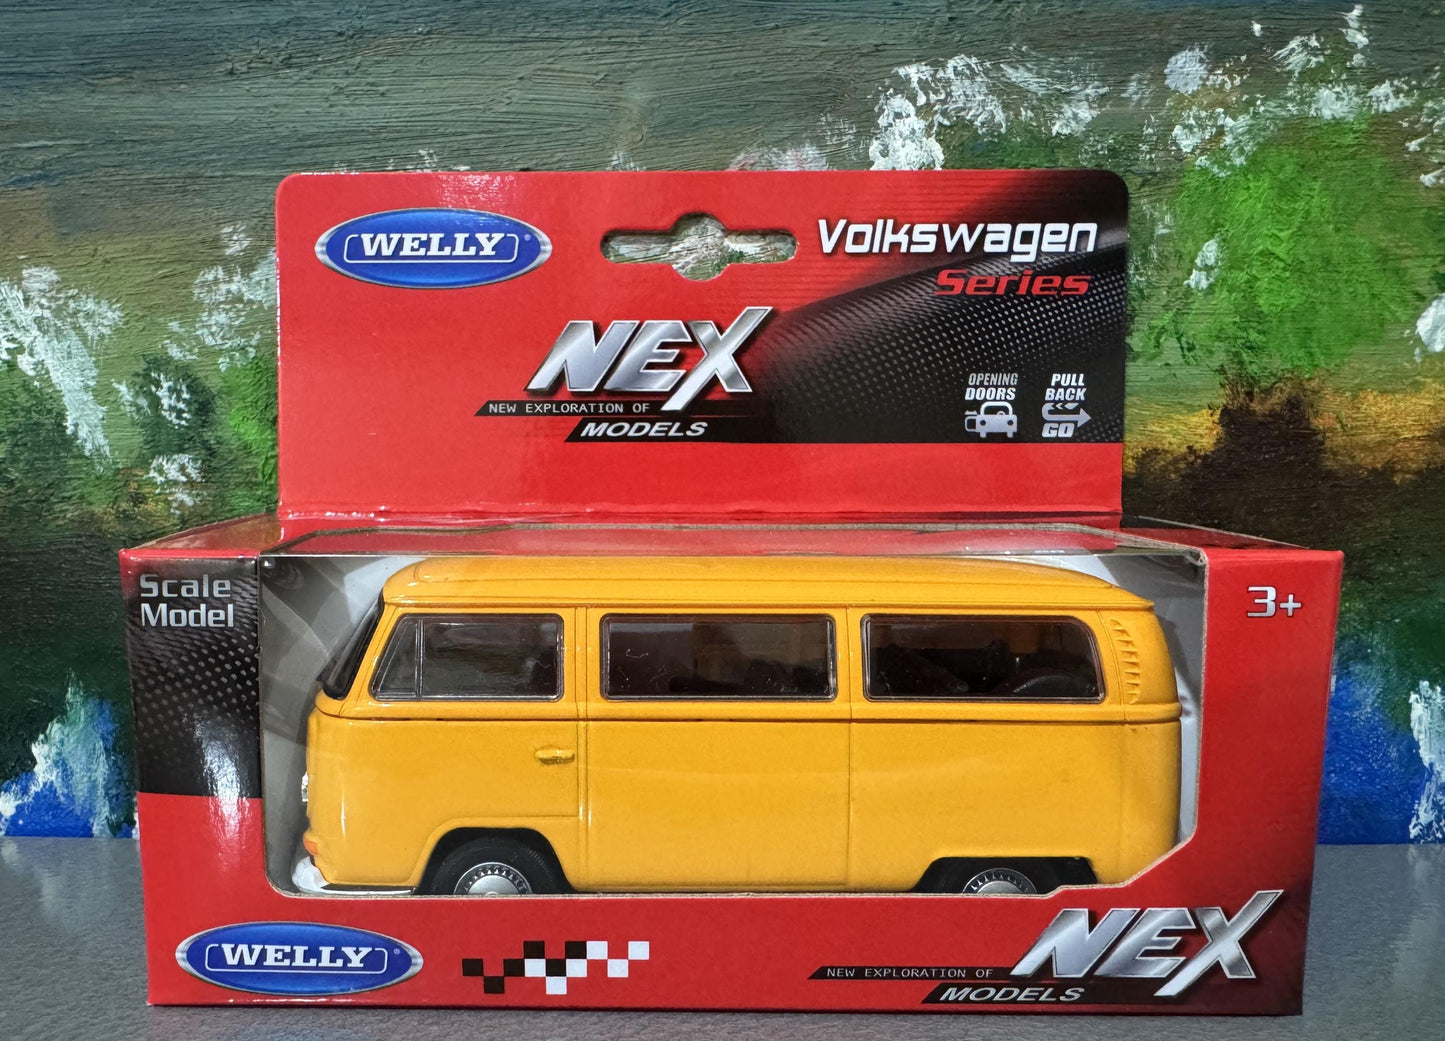 WELLY
Volkswagen
Series
NEX
NEW EXPLORATION OF
MODELS
OPENING
DOORS
PULL
BACK
GO
Scale
Model
3+
WELLY
NEX
NEW EXPLORATION OF
MODELS